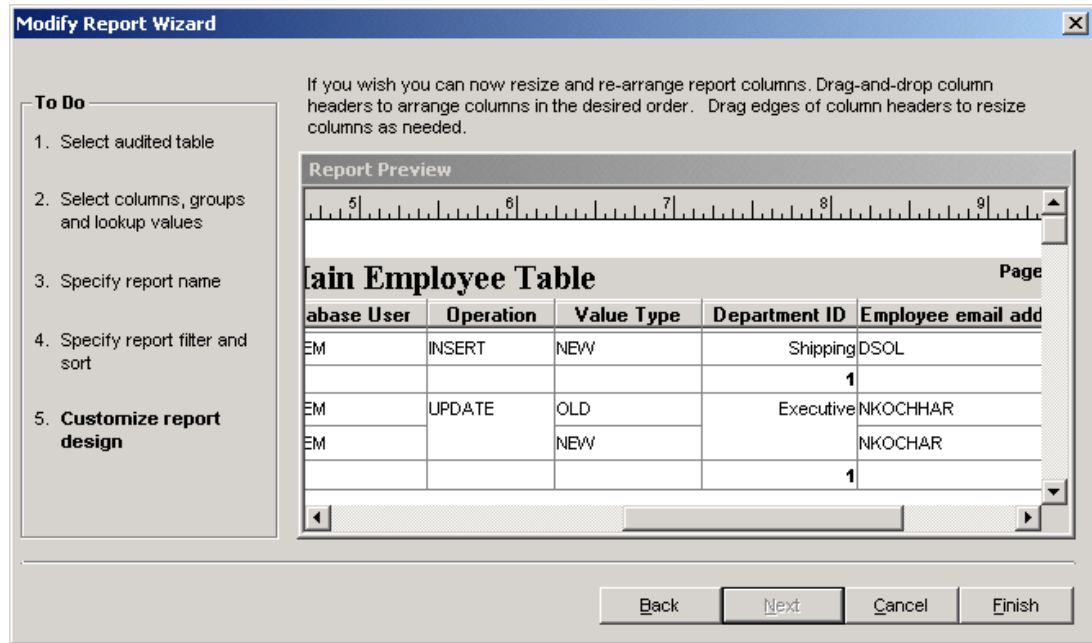 Modify Report Wizard
To Do
1. Select audited table
2. Select columns, groups
and lookup values
3. Specify report name
4. Specify report filter and
sort
5. Customize report
design
If you wish you can now resize and re-arrange report columns. Drag-and-drop column
headers to arrange columns in the desired order. Drag edges of column headers to resize
columns as needed.
Report Preview
5 6 7 8 9
ain Employee Table Page
abase User Operation Value Type Department ID Employee email add
EM INSERT NEW Shipping DSOL
1
EM UPDATE OLD Executive NKOCHHAR
EM NEW NKOCHAR
1
Back Next Cancel Finish